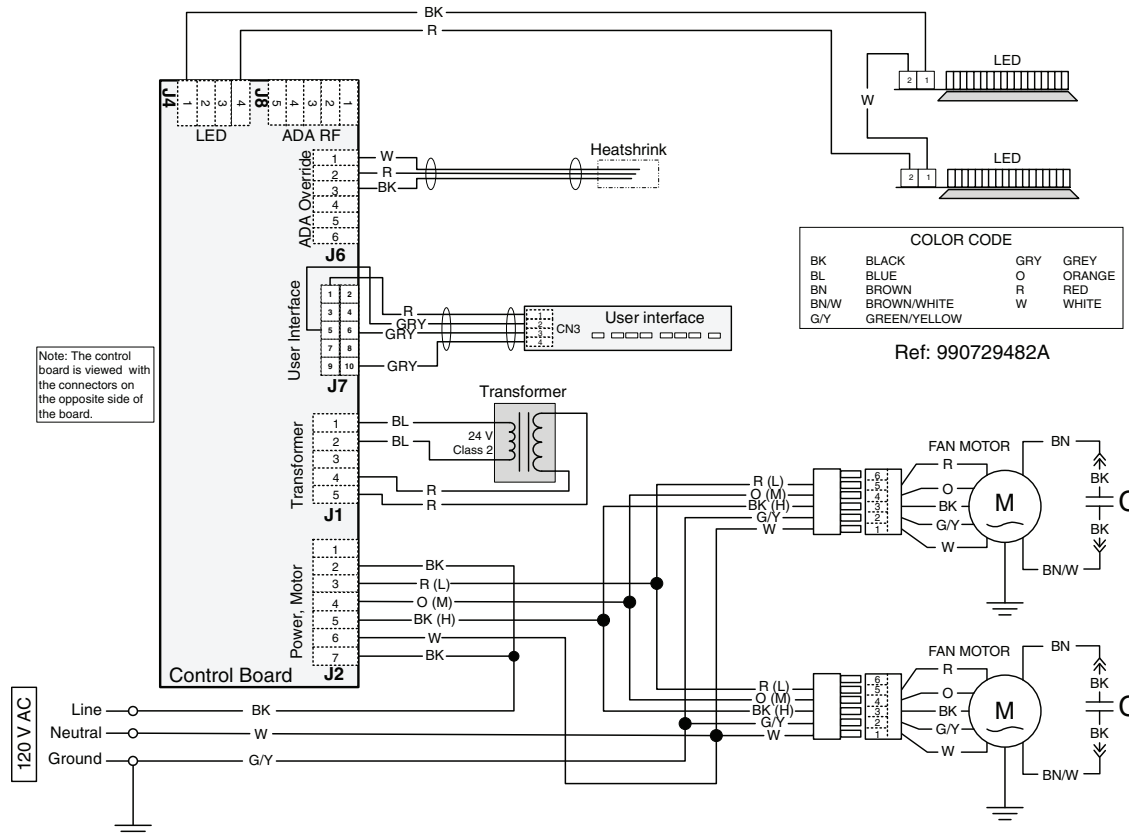 BK
R
J4
1
2
3
4
LED
J8
5
4
3
2
1
ADA RF
LED
2 1
W
LED
2 1
ADA Override
1
2
3
4
5
6
J6
W
R
BK
Heatshrink
COLOR CODE
BK BLACK GRY GREY
BL BLUE O ORANGE
BN BROWN R RED
BN/W BROWN/WHITE W WHITE
G/Y GREEN/YELLOW
Ref: 990729482A
User Interface
1 2
3 4
5 6
7 8
9 10
J7
R
GRY
GRY
GRY
1
2
3
4
CN3
User interface
Note: The control
board is viewed with
the connectors on
the opposite side of
the board.
Transformer
1
2
3
4
5
J1
BL
BL
R
R
Transformer
24 V
Class 2
Power, Motor
1
2
3
4
5
6
7
J2
BK
R (L)
O (M)
BK (H)
W
BK
Control Board
R (L)
O (M)
BK (H)
G/Y
W
6
5
4
3
2
1
FAN MOTOR
R
O
BK
G/Y
W
M
BN
BK
C
BK
BN/W
R (L)
O (M)
BK (H)
G/Y
W
6
5
4
3
2
1
FAN MOTOR
R
O
BK
G/Y
W
M
BN
BK
C
BK
BN/W
120 V AC
Line BK
Neutral W
Ground G/Y